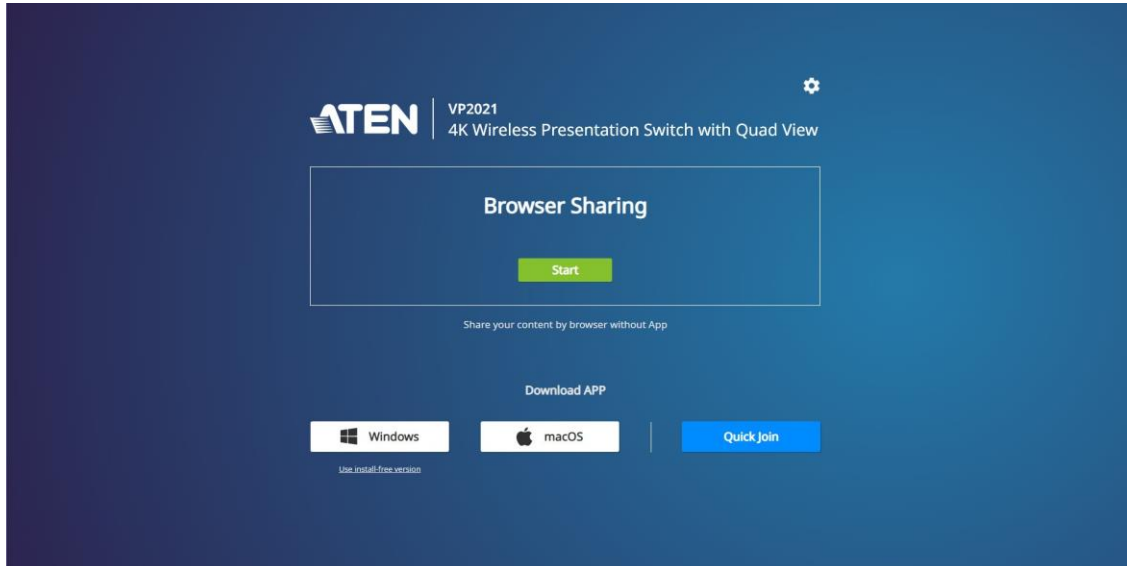 ATEN
VP2021
4K Wireless Presentation Switch with Quad View
Browser Sharing
Start
Share your content by browser without App
Download APP
Windows
macOS
Quick Join
Use install-free version